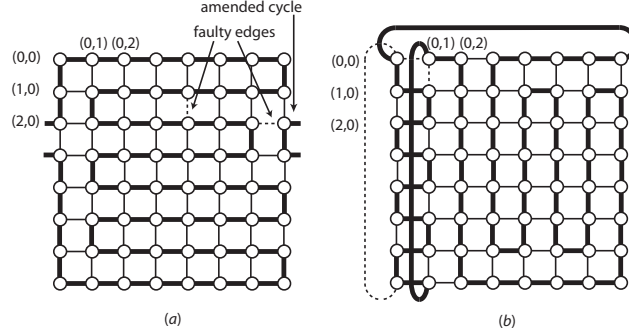 amended cycle
faulty edges
(0,1) (0,2)
(0,0)
(1,0)
(2,0)
(a)
(0,1) (0,2)
(0,0)
(1,0)
(2,0)
(b)